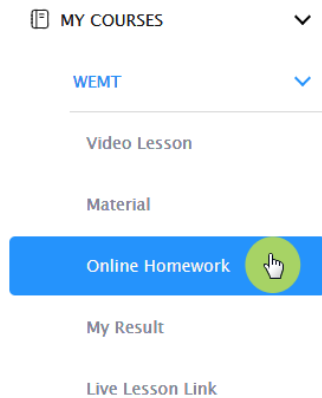 MY COURSES
WEMT
Video Lesson
Material
Online Homework
My Result
Live Lesson Link